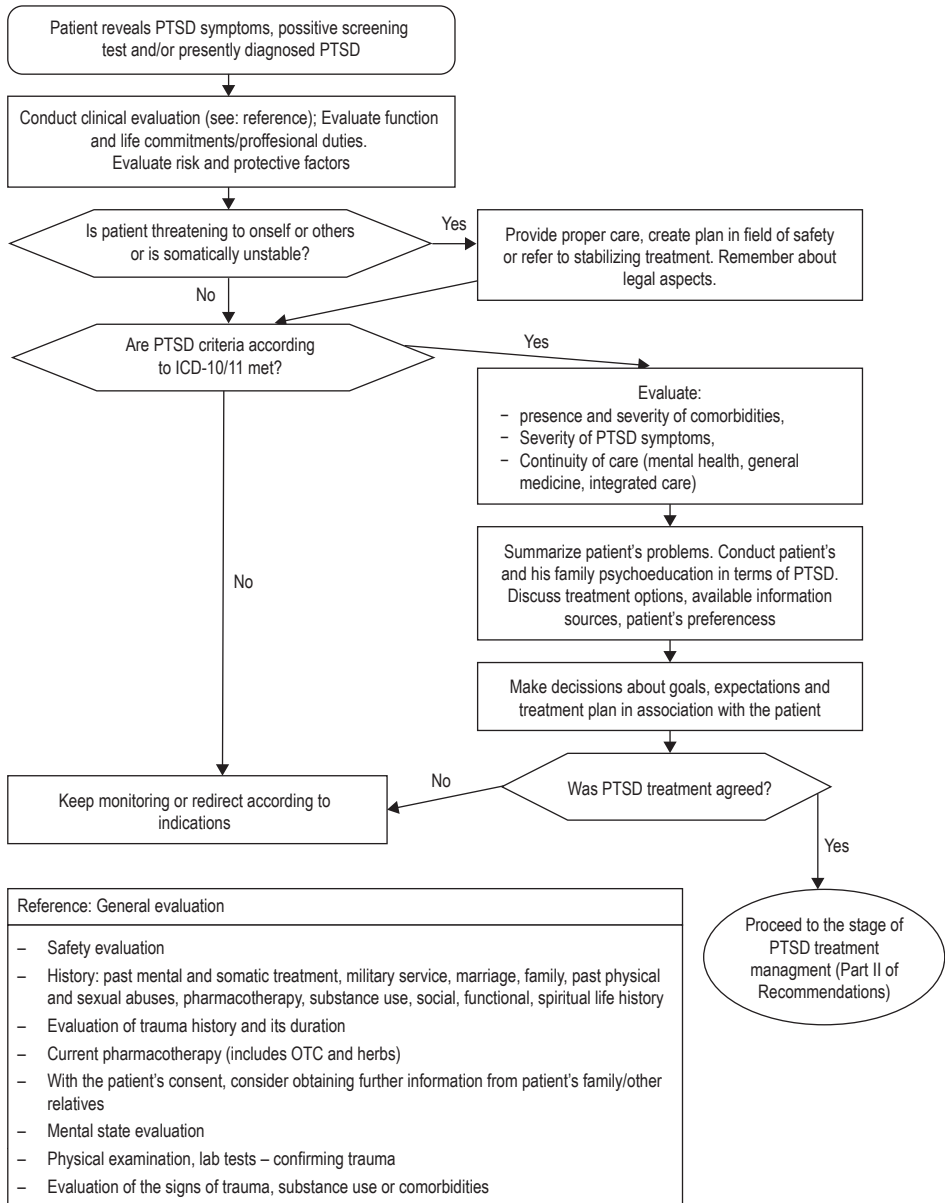 Patient reveals PTSD symptoms, possitive screening
test and/or presently diagnosed PTSD
Conduct clinical evaluation (see: reference); Evaluate function
and life commitments/proffesional duties.
Evaluate risk and protective factors
Is patient threatening to onself or others
or is somatically unstable?
Yes
Provide proper care, create plan in field of safety
or refer to stabilizing treatment. Remember about
legal aspects.
No
Are PTSD criteria according
to ICD-10/11 met?
Yes
Evaluate:
− presence and severity of comorbidities,
− Severity of PTSD symptoms,
− Continuity of care (mental health, general
medicine, integrated care)
Summarize patient's problems. Conduct patient's
and his family psychoeducation in terms of PTSD.
Discuss treatment options, available information
sources, patient's preferencess
No
Make decissions about goals, expectations and
treatment plan in association with the patient
Was PTSD treatment agreed?
No
Keep monitoring or redirect according to
indications
Yes
Proceed to the stage of
PTSD treatment
managment (Part II of
Recommendations)
Reference: General evaluation
– Safety evaluation
– History: past mental and somatic treatment, military service, marriage, family, past physical
and sexual abuses, pharmacotherapy, substance use, social, functional, spiritual life history
– Evaluation of trauma history and its duration
– Current pharmacotherapy (includes OTC and herbs)
– With the patient's consent, consider obtaining further information from patient's family/other
relatives
– Mental state evaluation
– Physical examination, lab tests – confirming trauma
– Evaluation of the signs of trauma, substance use or comorbidities